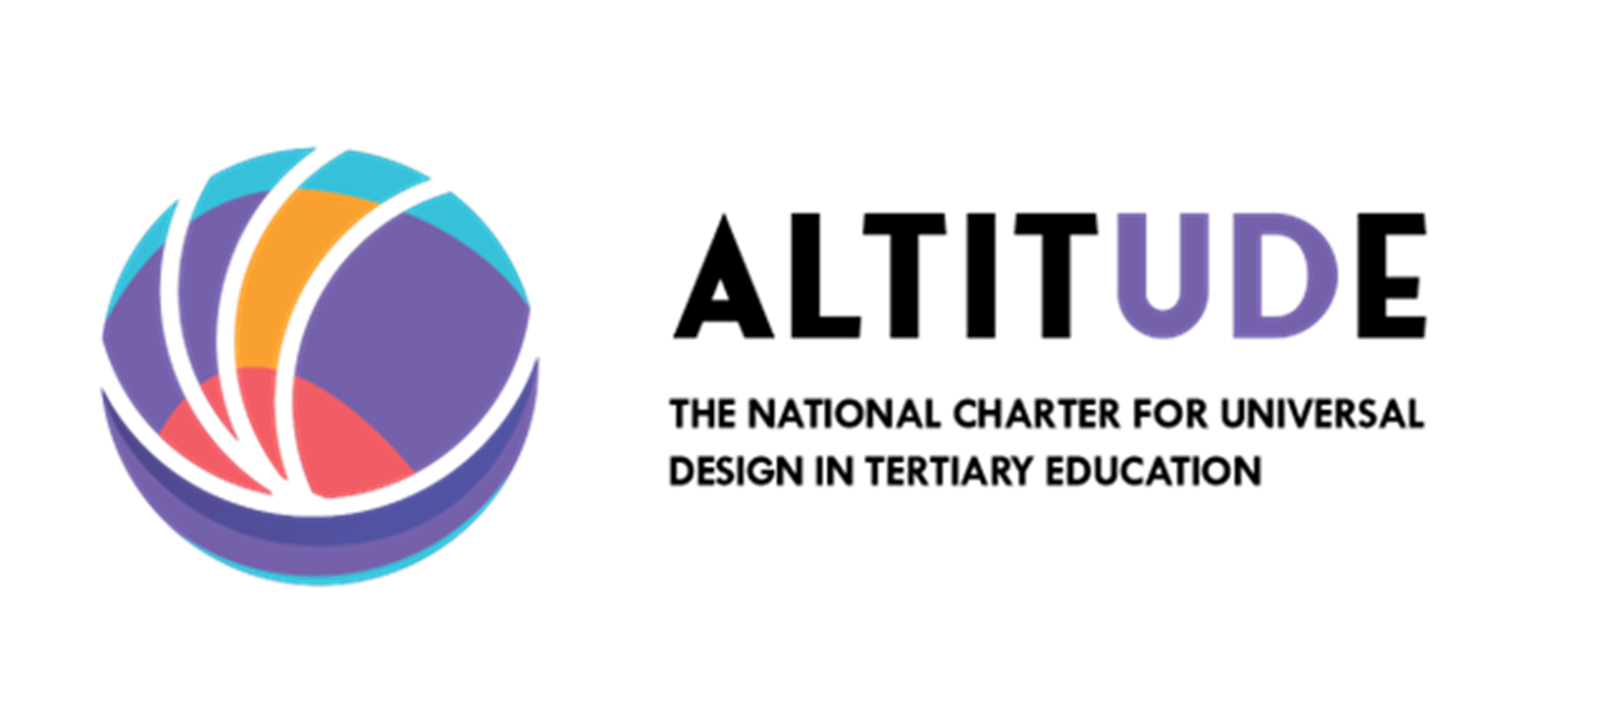 ALTITUDE
THE NATIONAL CHARTER FOR UNIVERSAL
DESIGN IN TERTIARY EDUCATION